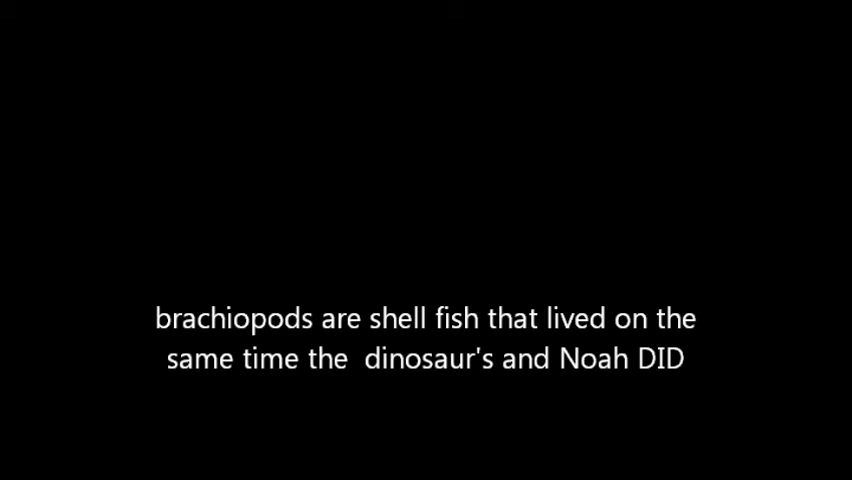 brachiopods are shell fish that lived on the
same time the  dinosaur's and Noah DID